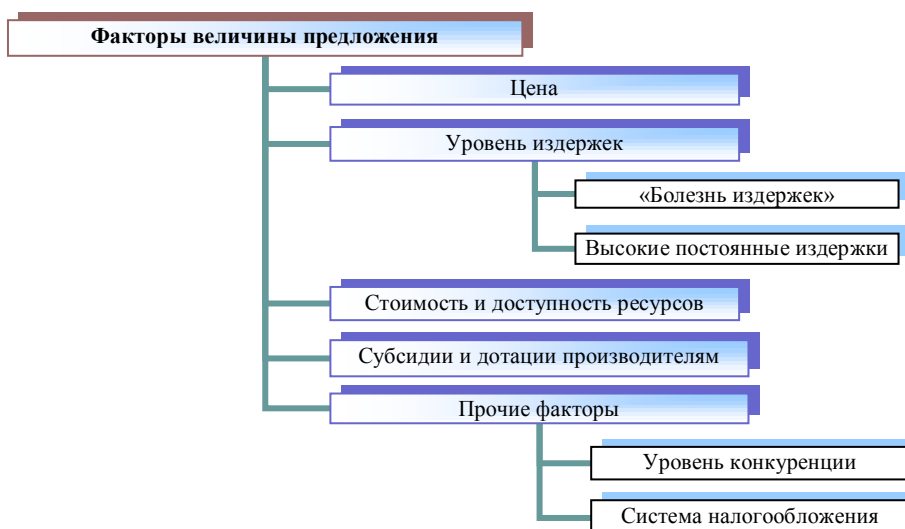 Факторы величины предложения
Цена
Уровень издержек
«Болезнь издержек»
Высокие постоянные издержки
Стоимость и доступность ресурсов
Субсидии и дотации производителям
Прочие факторы
Уровень конкуренции
Система налогообложения